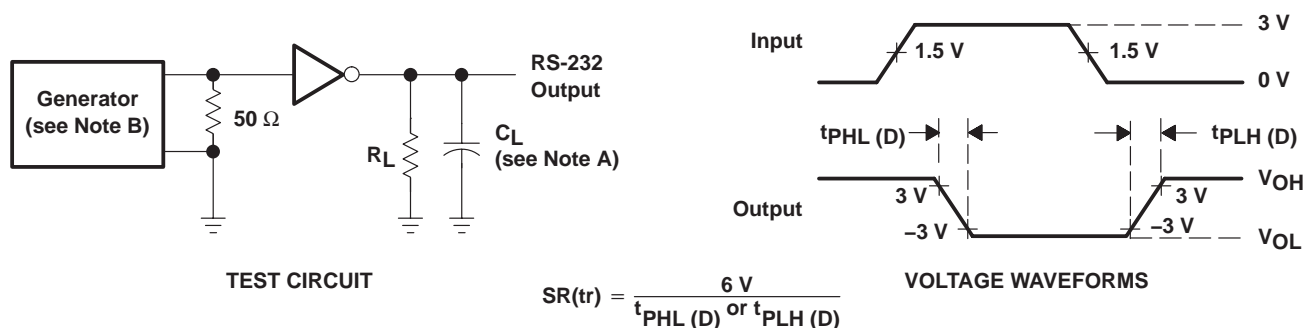 Generator
(see Note B)
50 Ω
RS-232
Output
RL
CL
(see Note A)
TEST CIRCUIT
Input
3 V
1.5 V
1.5 V
0 V
tPHL (D)
tPLH (D)
Output
VOH
3 V
3 V
–3 V
–3 V
VOL
VOLTAGE WAVEFORMS
SR(tr) = 6 V
tPHL (D) or tPLH (D)